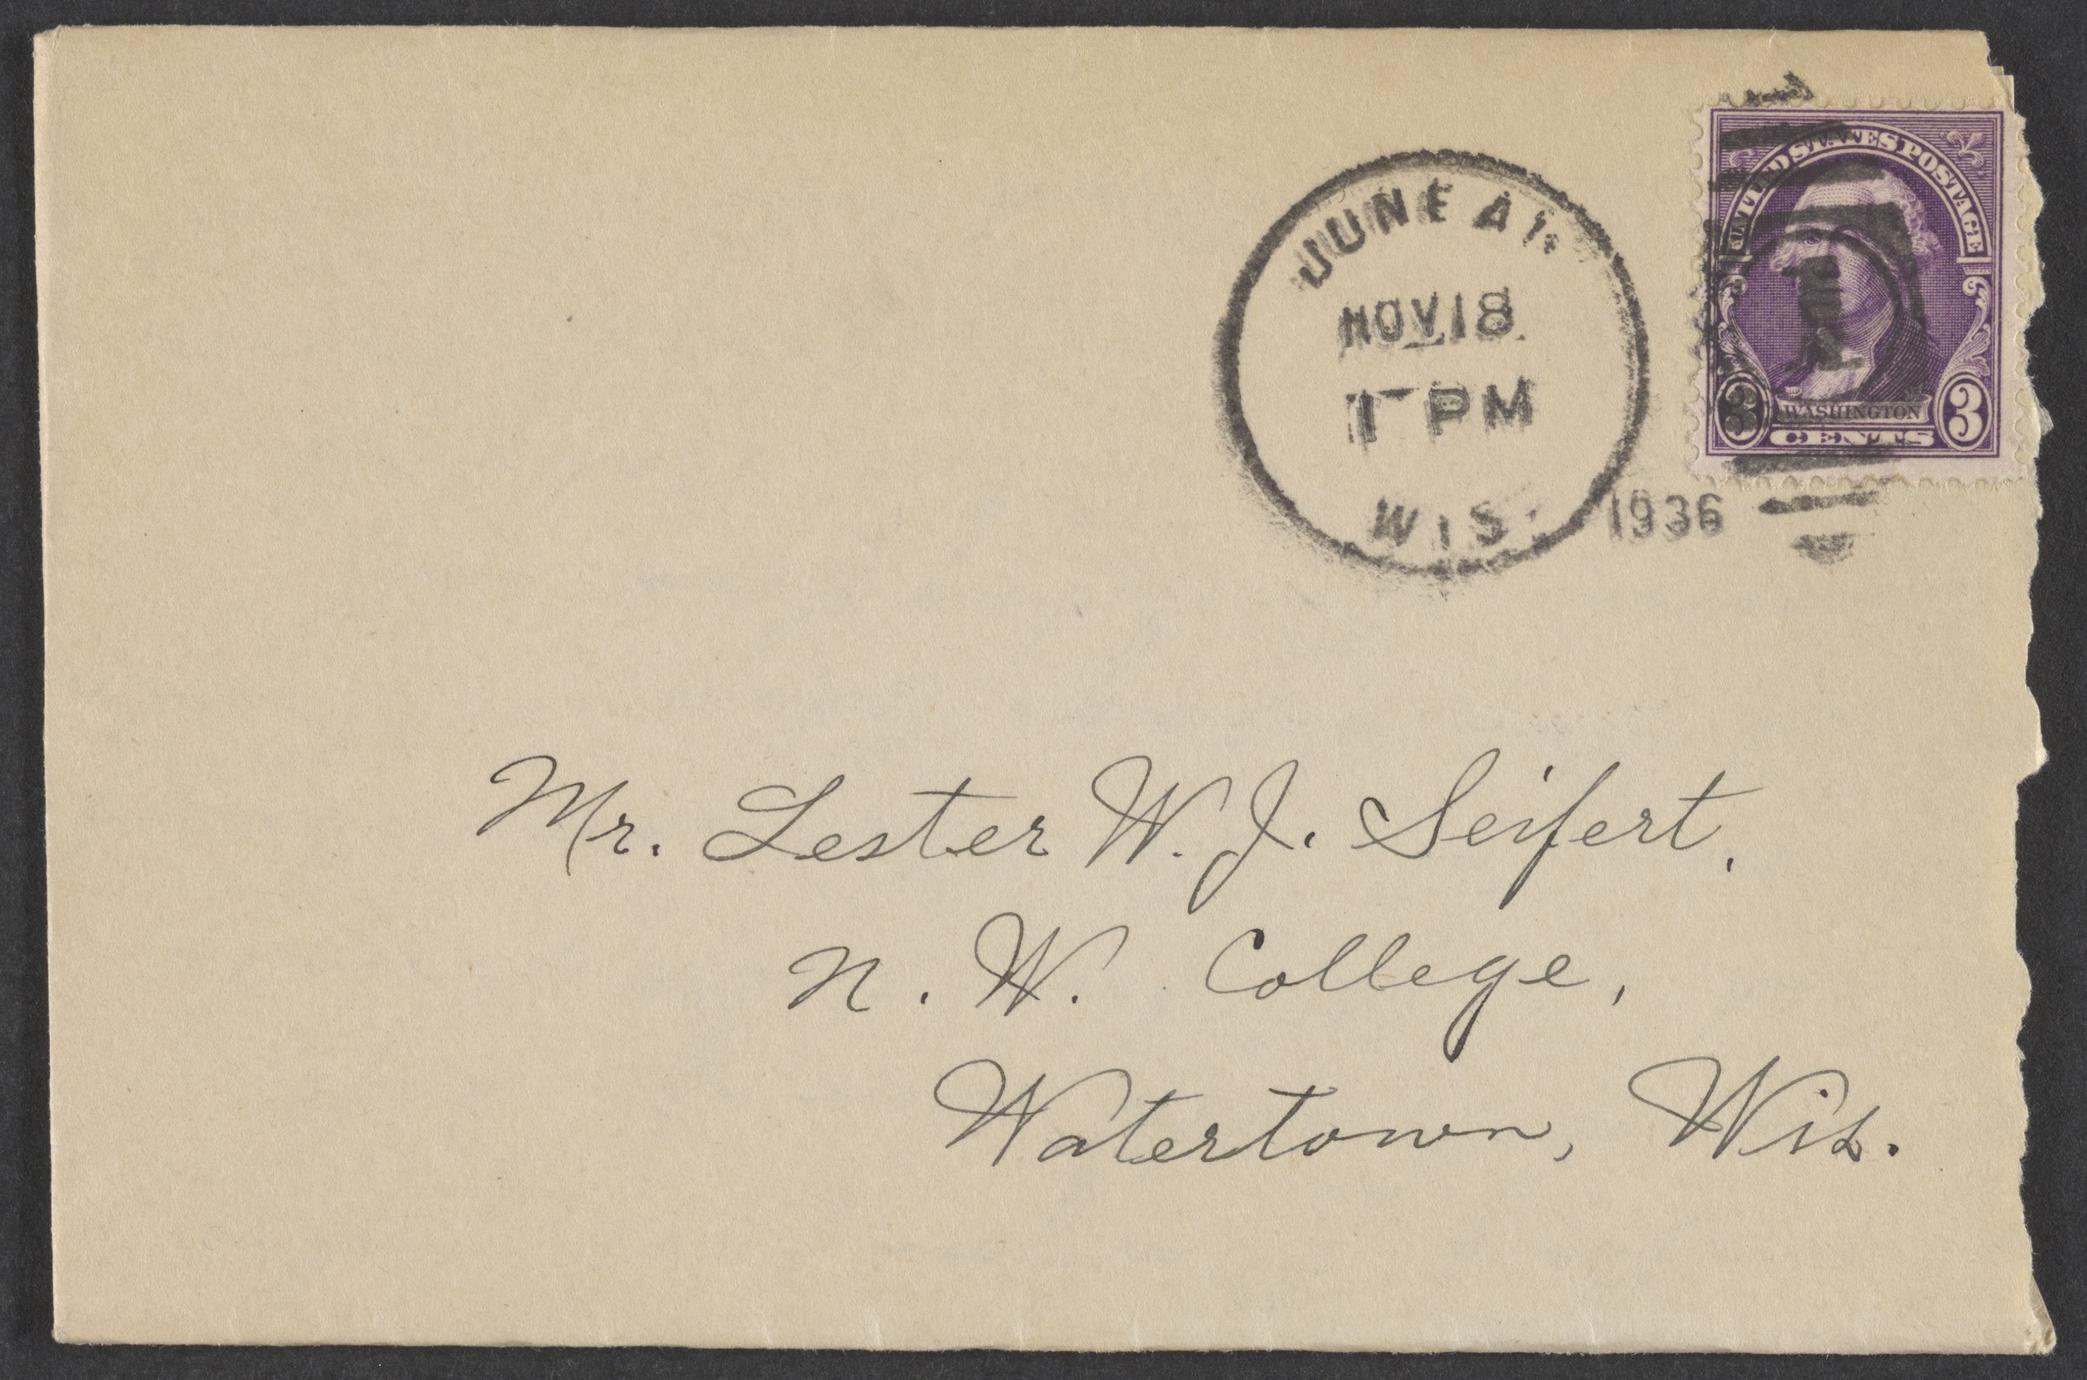 UNITED STATES POSTAGE
JUNEAU
NOV 18
1 PM
WIS.
1936
1
3 WASHINGTON 3
CENTS
Mr. Lester W. J. Seifert,
N. W. College,
Watertown, Wis.